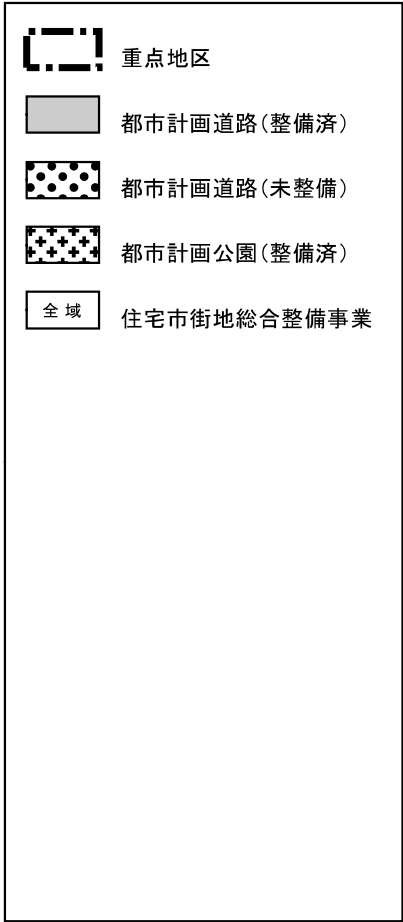 重点地区
都市計画道路(整備済)
都市計画道路(未整備)
都市計画公園(整備済)
全域 住宅市街地総合整備事業